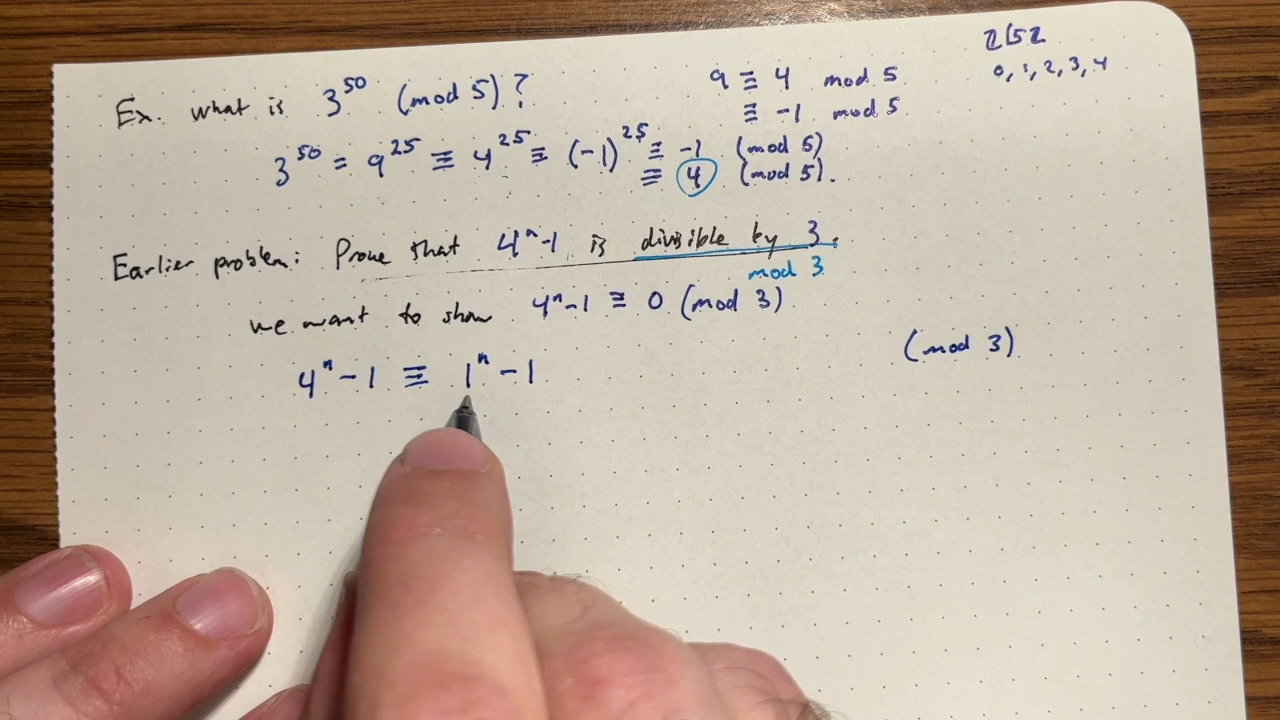 Ex. what is 3^50 (mod 5)?
9 ≡ 4 mod 5
≡ -1 mod 5
0, 1, 2, 3, 4
3^50 = 9^25 ≡ 4^25 ≡ (-1)^25 ≡ -1 (mod 5)
≡ 4 (mod 5).
Earlier problem: Prove that 4^n-1 is divisible by 3.
mod 3
we want to show 4^n-1 ≡ 0 (mod 3)
4^n - 1 ≡ 1^n - 1 (mod 3)